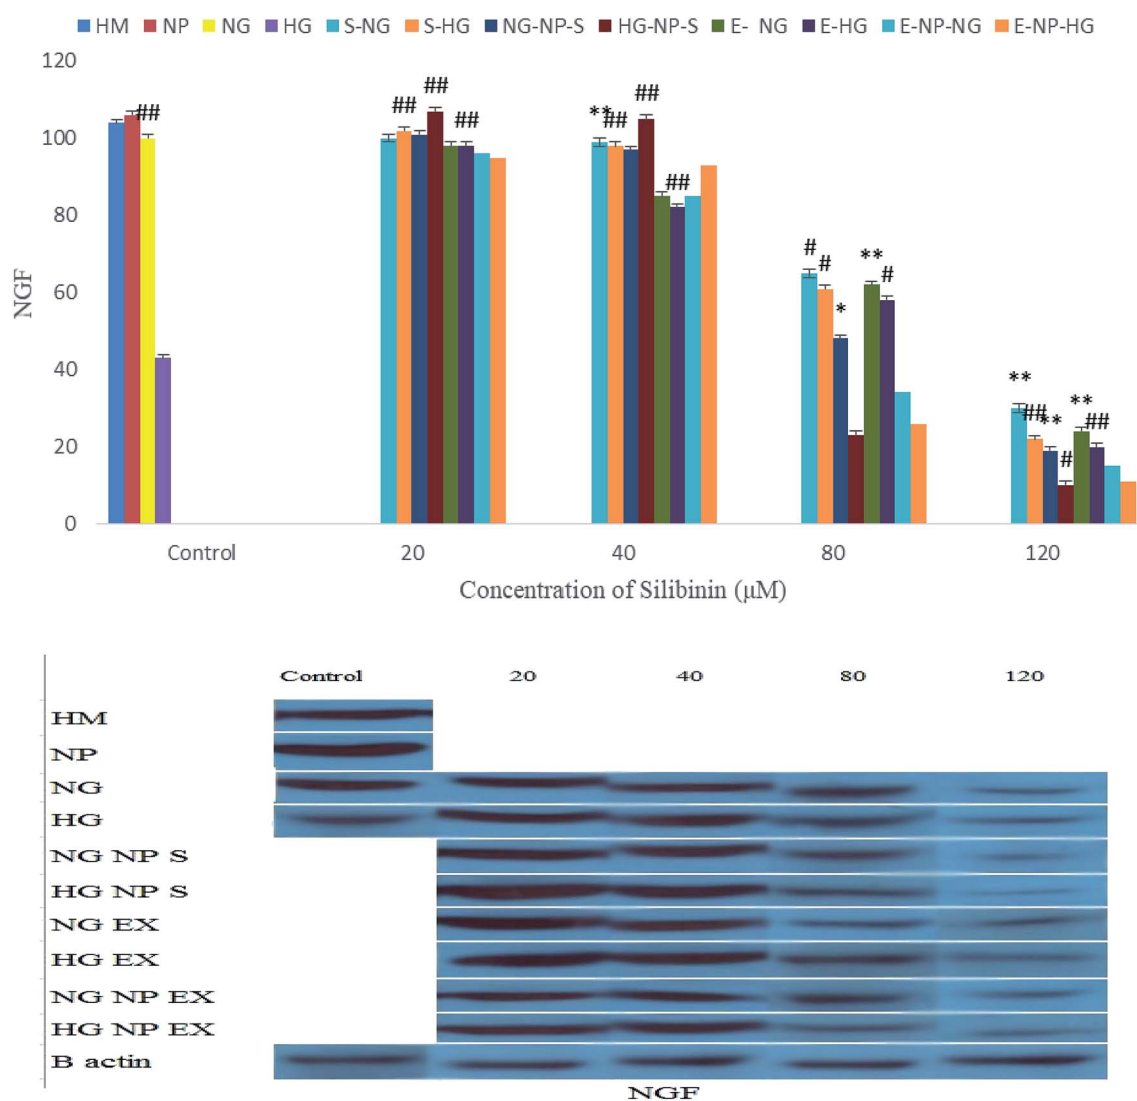 HM NP NG HG S-NG S-HG NG-NP-S HG-NP-S E- NG E-HG E-NP-NG E-NP-HG
120
## ## ##
## ## ** ##
100
##
80
# # ** #
60
*
40
** ## ** # ** ##
20
0
NGF
Control 20 40 80 120
Concentration of Silibinin (µM)
Control 20 40 80 120
HM
NP
NG
HG
NG NP S
HG NP S
NG EX
HG EX
NG NP EX
HG NP EX
B actin
NGF